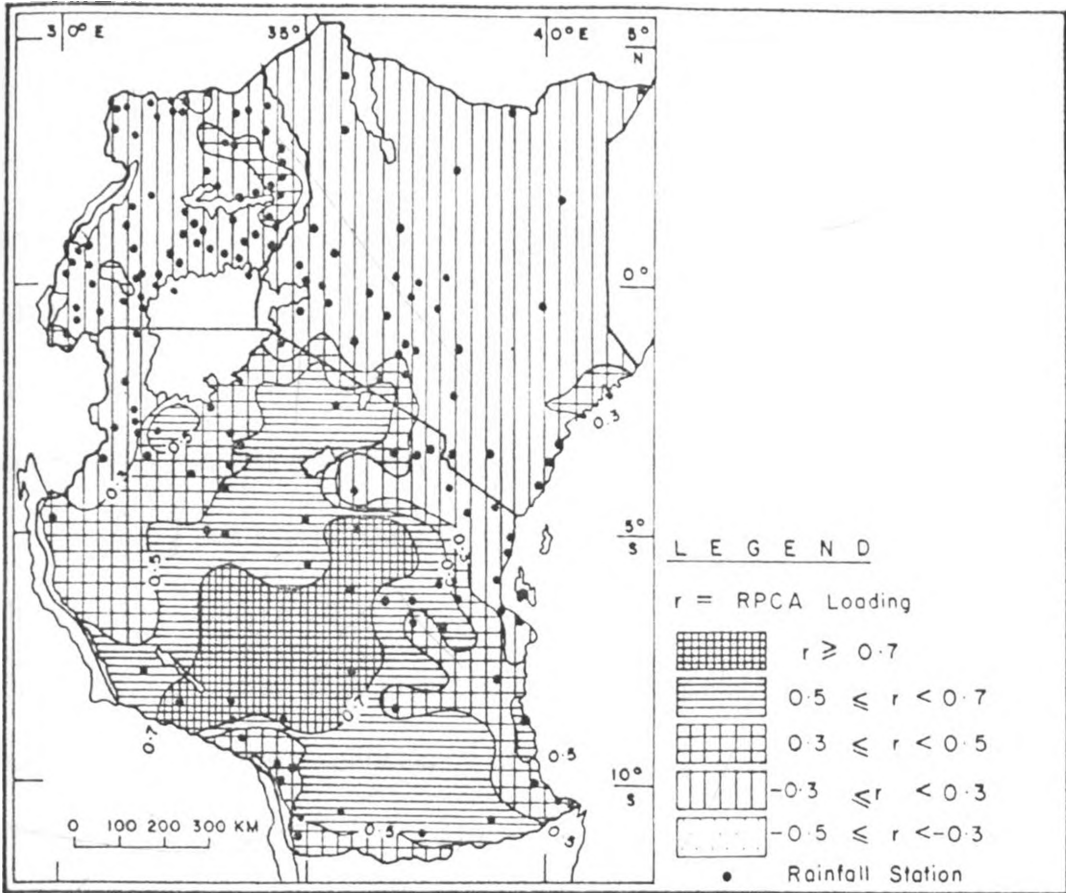 30°E 35° 40°E 5°
N
0°
0·3
0·5
0·3
5°
S
0·3
0·5
L E G E N D
r = RPCA Loading
r ⩾ 0·7
0·7
0·5 ⩽ r < 0·7
0·7
0·5
0·3 ⩽ r < 0·5
10°
S
-0·3 ⩽r < 0·3
0 100 200 300 KM
0·5
-0·5 ⩽ r <-0·3
Rainfall Station